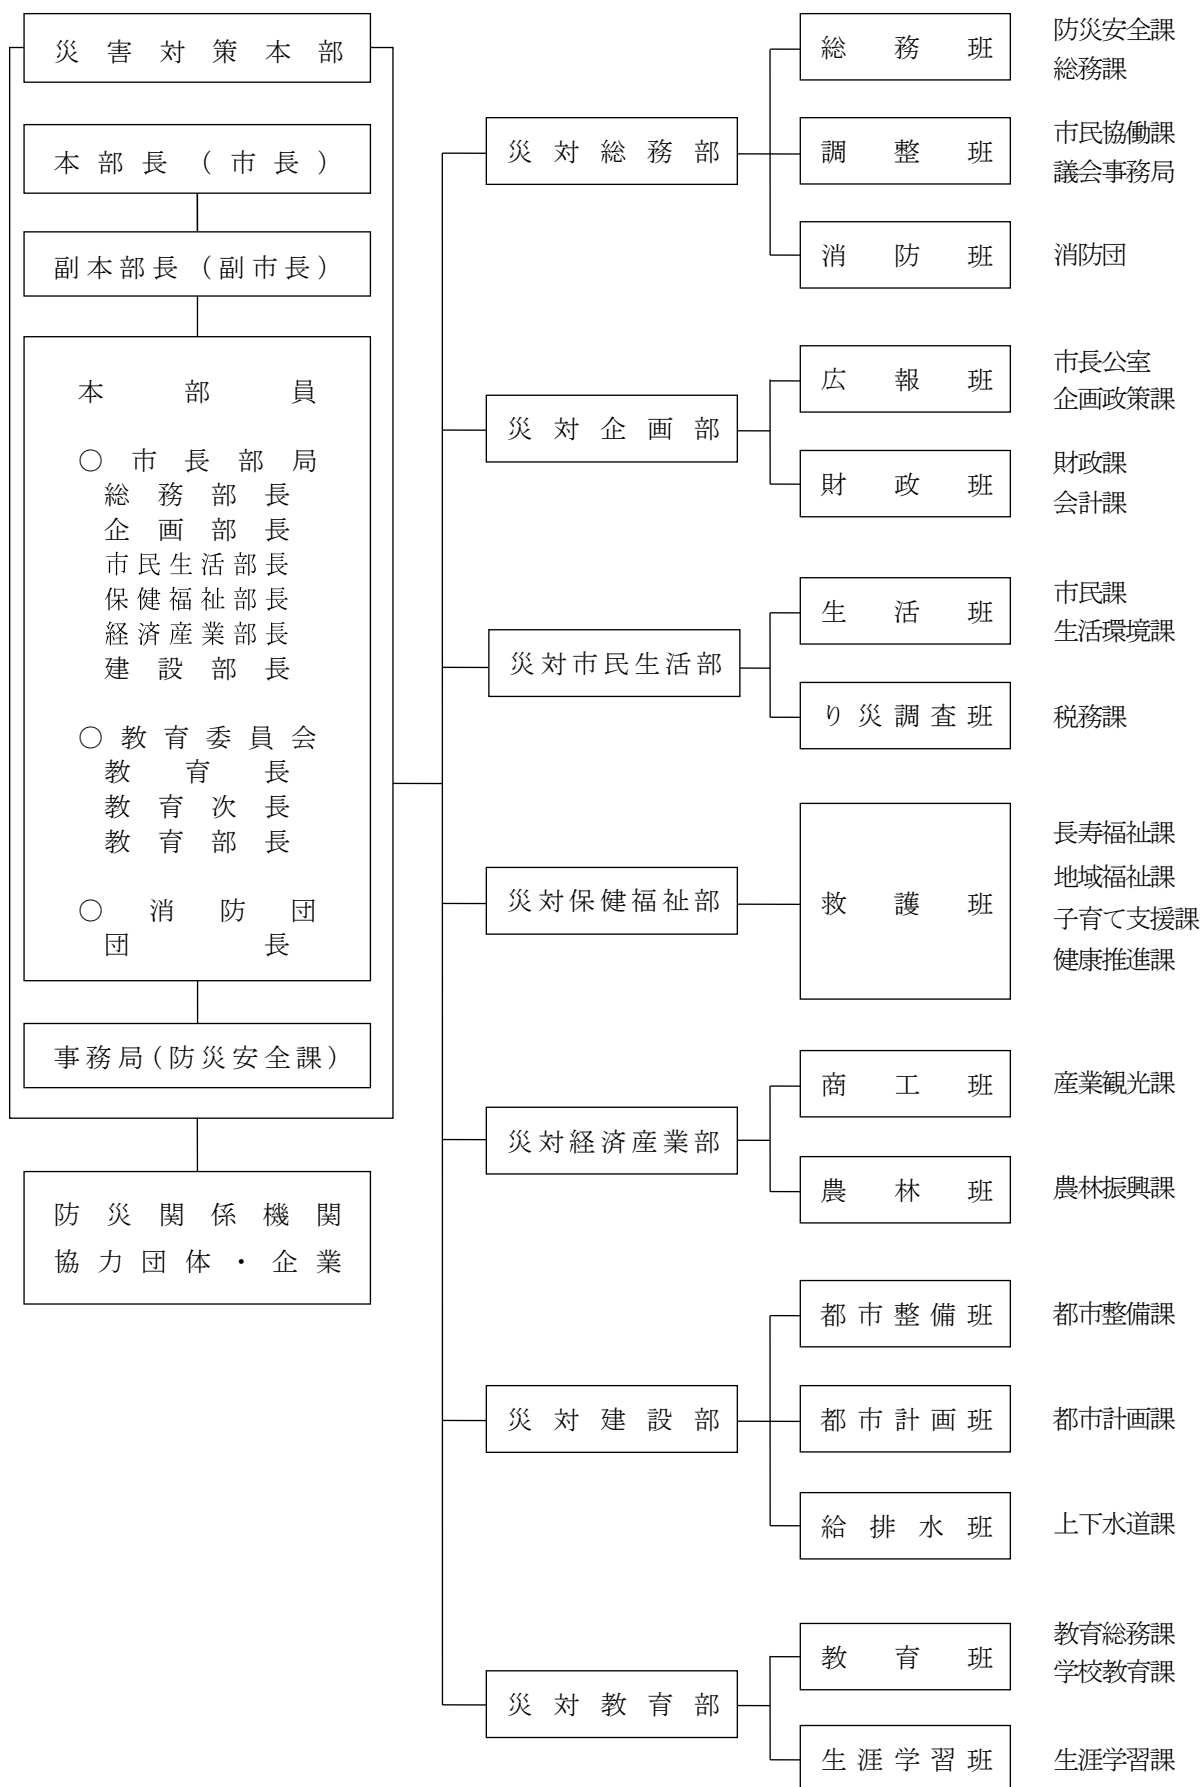 災害対策本部
本部長(市長)
副本部長(副市長)
本部員
○市長部局
総務部長
企画部長
市民生活部長
保健福祉部長
経済産業部長
建設部長
○教育委員会
教育長
教育次長
教育部長
○消防団
団長
事務局(防災安全課)
防災関係機関
協力団体・企業
災対総務部
総務班
防災安全課
総務課
調整班
市民協働課
議会事務局
消防班
消防団
災対企画部
広報班
市長公室
企画政策課
財政班
財政課
会計課
災対市民生活部
生活班
市民課
生活環境課
り災調査班
税務課
災対保健福祉部
救護班
長寿福祉課
地域福祉課
子育て支援課
健康推進課
災対経済産業部
商工班
産業観光課
農林班
農林振興課
災対建設部
都市整備班
都市整備課
都市計画班
都市計画課
給排水班
上下水道課
災対教育部
教育班
教育総務課
学校教育課
生涯学習班
生涯学習課